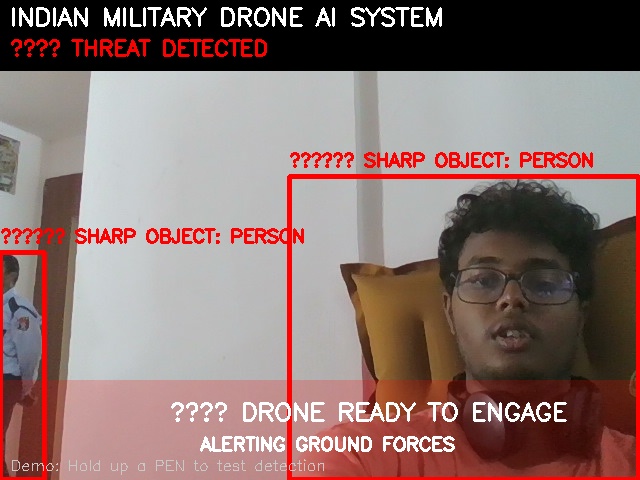 INDIAN MILITARY DRONE AI SYSTEM
???? THREAT DETECTED
?????? SHARP OBJECT: PERSON
?????? SHARP OBJECT: PERSON
???? DRONE READY TO ENGAGE
ALERTING GROUND FORCES
Demo: Hold up a PEN to test detection